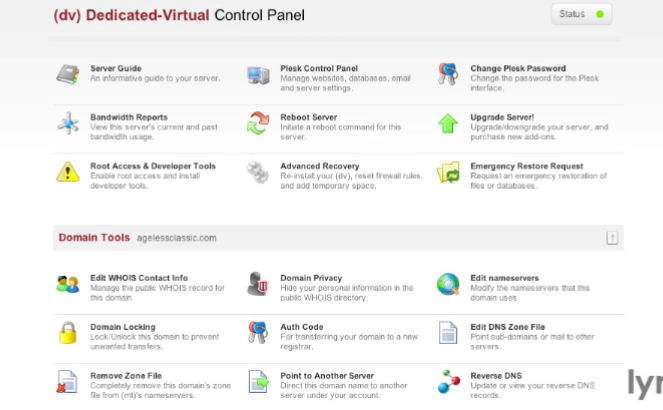 (dv) Dedicated-Virtual Control Panel
Status
Server Guide
An informative guide to your server.
Plesk Control Panel
Manage websites, databases, email
and server settings.
Change Plesk Password
Change the password for the Plesk
interface.
Bandwidth Reports
View this server's current and past
bandwidth usage.
Reboot Server
Initiate a reboot command for this
server.
Upgrade Server!
Upgrade/downgrade your server, and
purchase new add-ons.
Root Access & Developer Tools
Enable root access and install
developer tools.
Advanced Recovery
Re-install your (dv), reset firewall rules,
and add temporary space.
Emergency Restore Request
Request an emergency restoration of
files or databases.
Domain Tools agelessclassic.com
Edit WHOIS Contact Info
Manage the public WHOIS record for
this domain.
Domain Privacy
Hide your personal information in the
public WHOIS directory.
Edit nameservers
Modify the nameservers that this
domain uses.
Domain Locking
Lock/Unlock this domain to prevent
unwanted transfers.
Auth Code
For transferring your domain to a new
registrar.
Edit DNS Zone File
Point sub-domains or mail to other
servers.
Remove Zone File
Completely remove this domain's zone
file from (mt)'s nameservers.
Point to Another Server
Direct this domain name to another
server under your account.
Reverse DNS
Update or view your reverse DNS
records.
lyr